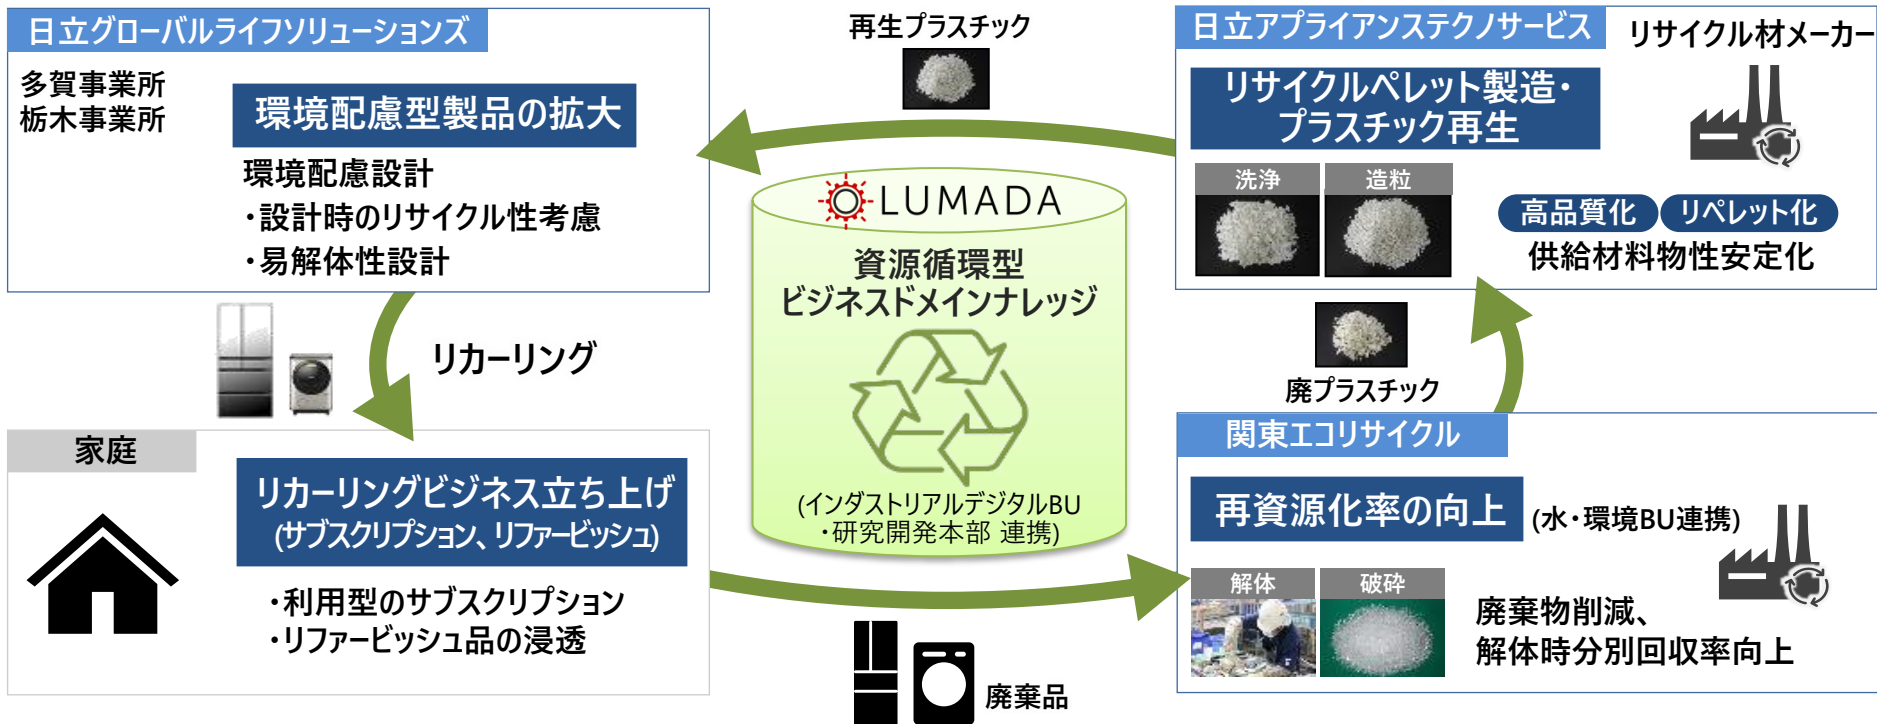 日立グローバルライフソリューションズ
多賀事業所
栃木事業所
環境配慮型製品の拡大
環境配慮設計
・設計時のリサイクル性考慮
・易解体性設計
再生プラスチック
日立アプライアンステクノサービス
リサイクル材メーカー
リサイクルペレット製造・
プラスチック再生
洗浄
造粒
高品質化
リペレット化
供給材料物性安定化
LUMADA
資源循環型
ビジネスドメインナレッジ
(インダストリアルデジタルBU
・研究開発本部 連携)
リカーリング
廃プラスチック
家庭
リカーリングビジネス立ち上げ
(サブスクリプション、リファービッシュ)
・利用型のサブスクリプション
・リファービッシュ品の浸透
関東エコリサイクル
再資源化率の向上
(水・環境BU連携)
解体
破砕
廃棄物削減、
解体時分別回収率向上
廃棄品